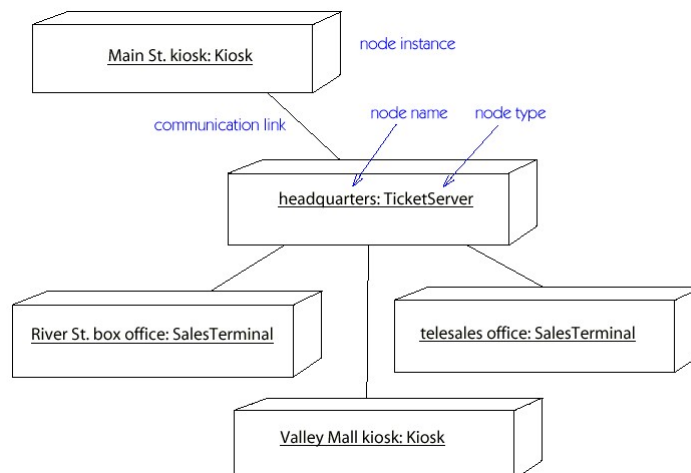 Main St. kiosk: Kiosk
node instance
communication link
node name
node type
headquarters: TicketServer
River St. box office: SalesTerminal
telesales office: SalesTerminal
Valley Mall kiosk: Kiosk